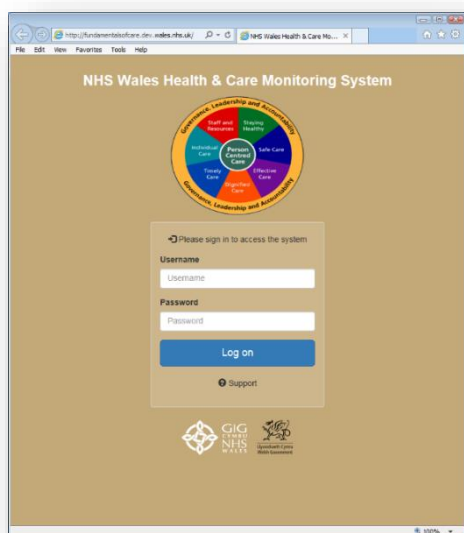 http://fundamentalsofcare.dev.wales.nhs.uk/
NHS Wales Health & Care Mo...
File Edit View Favorites Tools Help
NHS Wales Health & Care Monitoring System
Governance, Leadership and Accountability
Staff and Resources
Staying Healthy
Individual Care
Person Centred Care
Safe Care
Timely Care
Effective Care
Dignified Care
Governance, Leadership and Accountability
Please sign in to access the system
Username
Username
Password
Password
Log on
Support
GIG
CYMRU
NHS
WALES
Llywodraeth Cymru
Welsh Government
100%